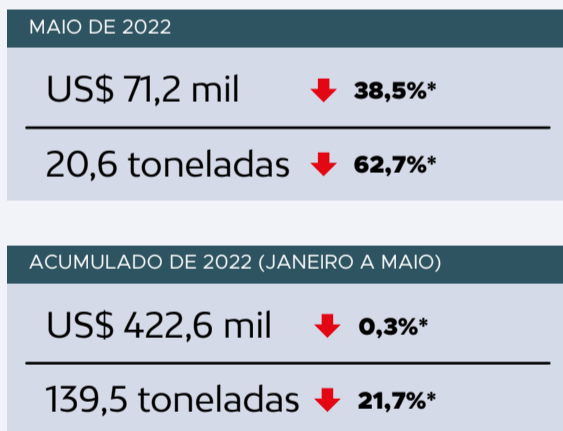 MAIO DE 2022
US$ 71,2 mil 38,5%*
20,6 toneladas 62,7%*
ACUMULADO DE 2022 (JANEIRO A MAIO)
US$ 422,6 mil 0,3%*
139,5 toneladas 21,7%*